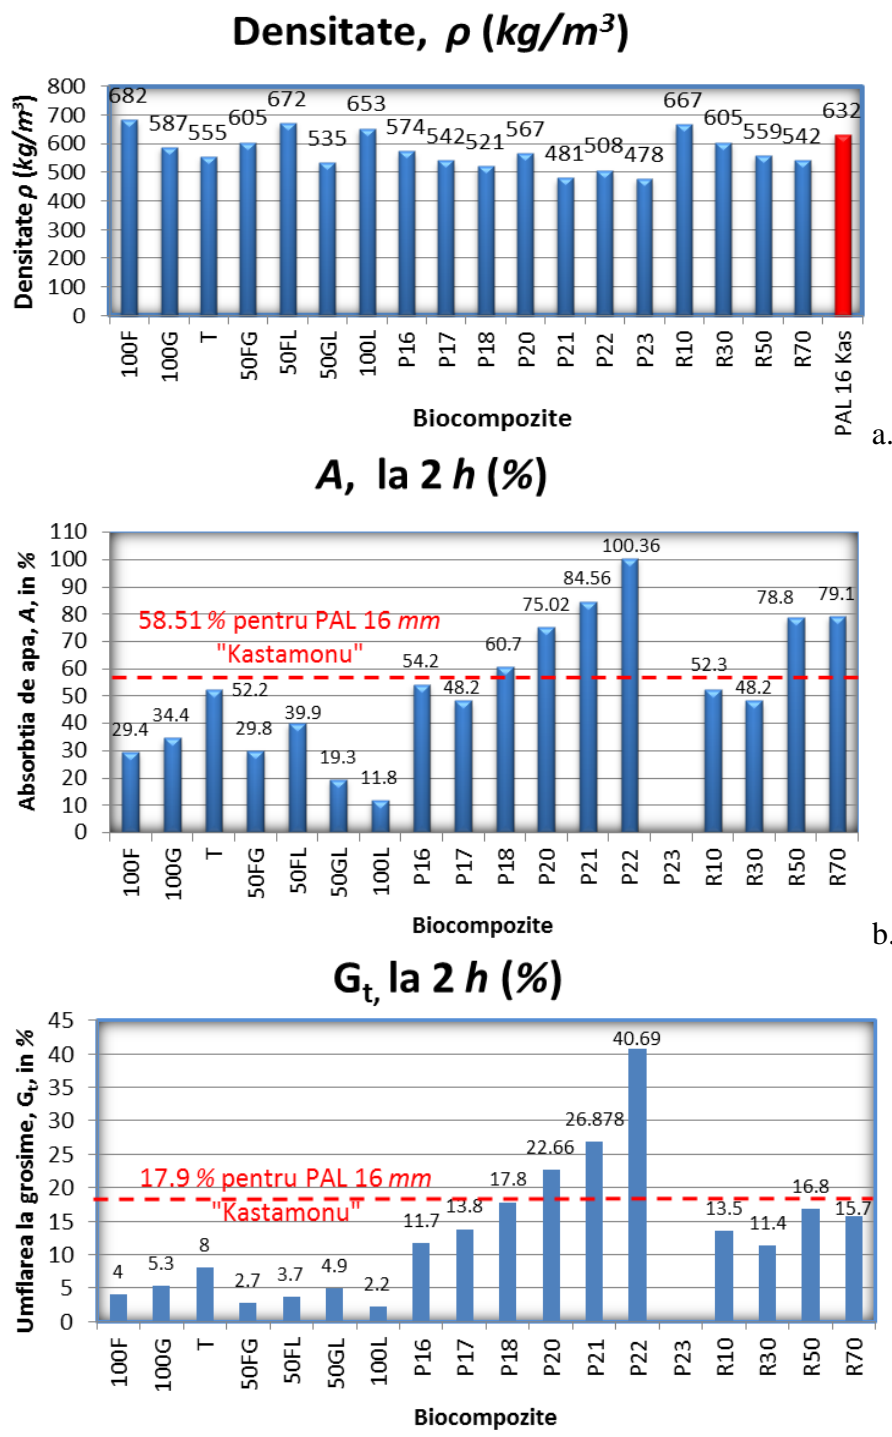 Densitate, ρ (kg/m³)
Densitate ρ (kg/m³)
800
700
600
500
400
300
200
100
0
682
587
555
605
672
535
653
574
542
521
567
481
508
478
667
605
559
542
632
100F
100G
T
50FG
50FL
50GL
100L
P16
P17
P18
P20
P21
P22
P23
R10
R30
R50
R70
PAL 16 Kas
Biocompozite
a.
A, la 2 h (%)
Absorbtia de apa, A, in %
110
100
90
80
70
60
50
40
30
20
10
0
58.51 % pentru PAL 16 mm
"Kastamonu"
29.4
34.4
52.2
29.8
39.9
19.3
11.8
54.2
48.2
60.7
75.02
84.56
100.36
52.3
48.2
78.8
79.1
100F
100G
T
50FG
50FL
50GL
100L
P16
P17
P18
P20
P21
P22
P23
R10
R30
R50
R70
Biocompozite
b.
Gt, la 2 h (%)
Umflarea la grosime, Gt, in %
45
40
35
30
25
20
15
10
5
0
17.9 % pentru PAL 16 mm
"Kastamonu"
4
5.3
8
2.7
3.7
4.9
2.2
11.7
13.8
17.8
22.66
26.878
40.69
13.5
11.4
16.8
15.7
100F
100G
T
50FG
50FL
50GL
100L
P16
P17
P18
P20
P21
P22
P23
R10
R30
R50
R70
Biocompozite